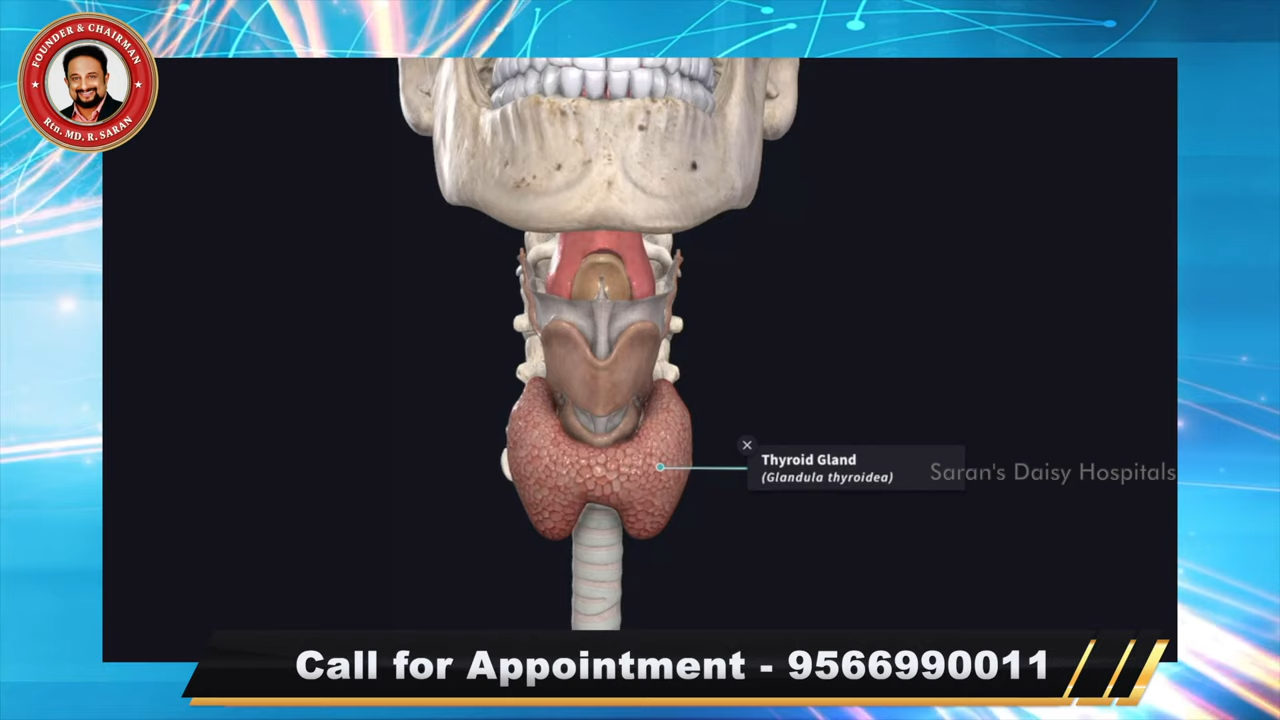 FOUNDER & CHAIRMAN
Rtn. MD. R. SARAN
Thyroid Gland
(Glandula thyroidea)
Saran's Daisy Hospitals
Call for Appointment - 9566990011